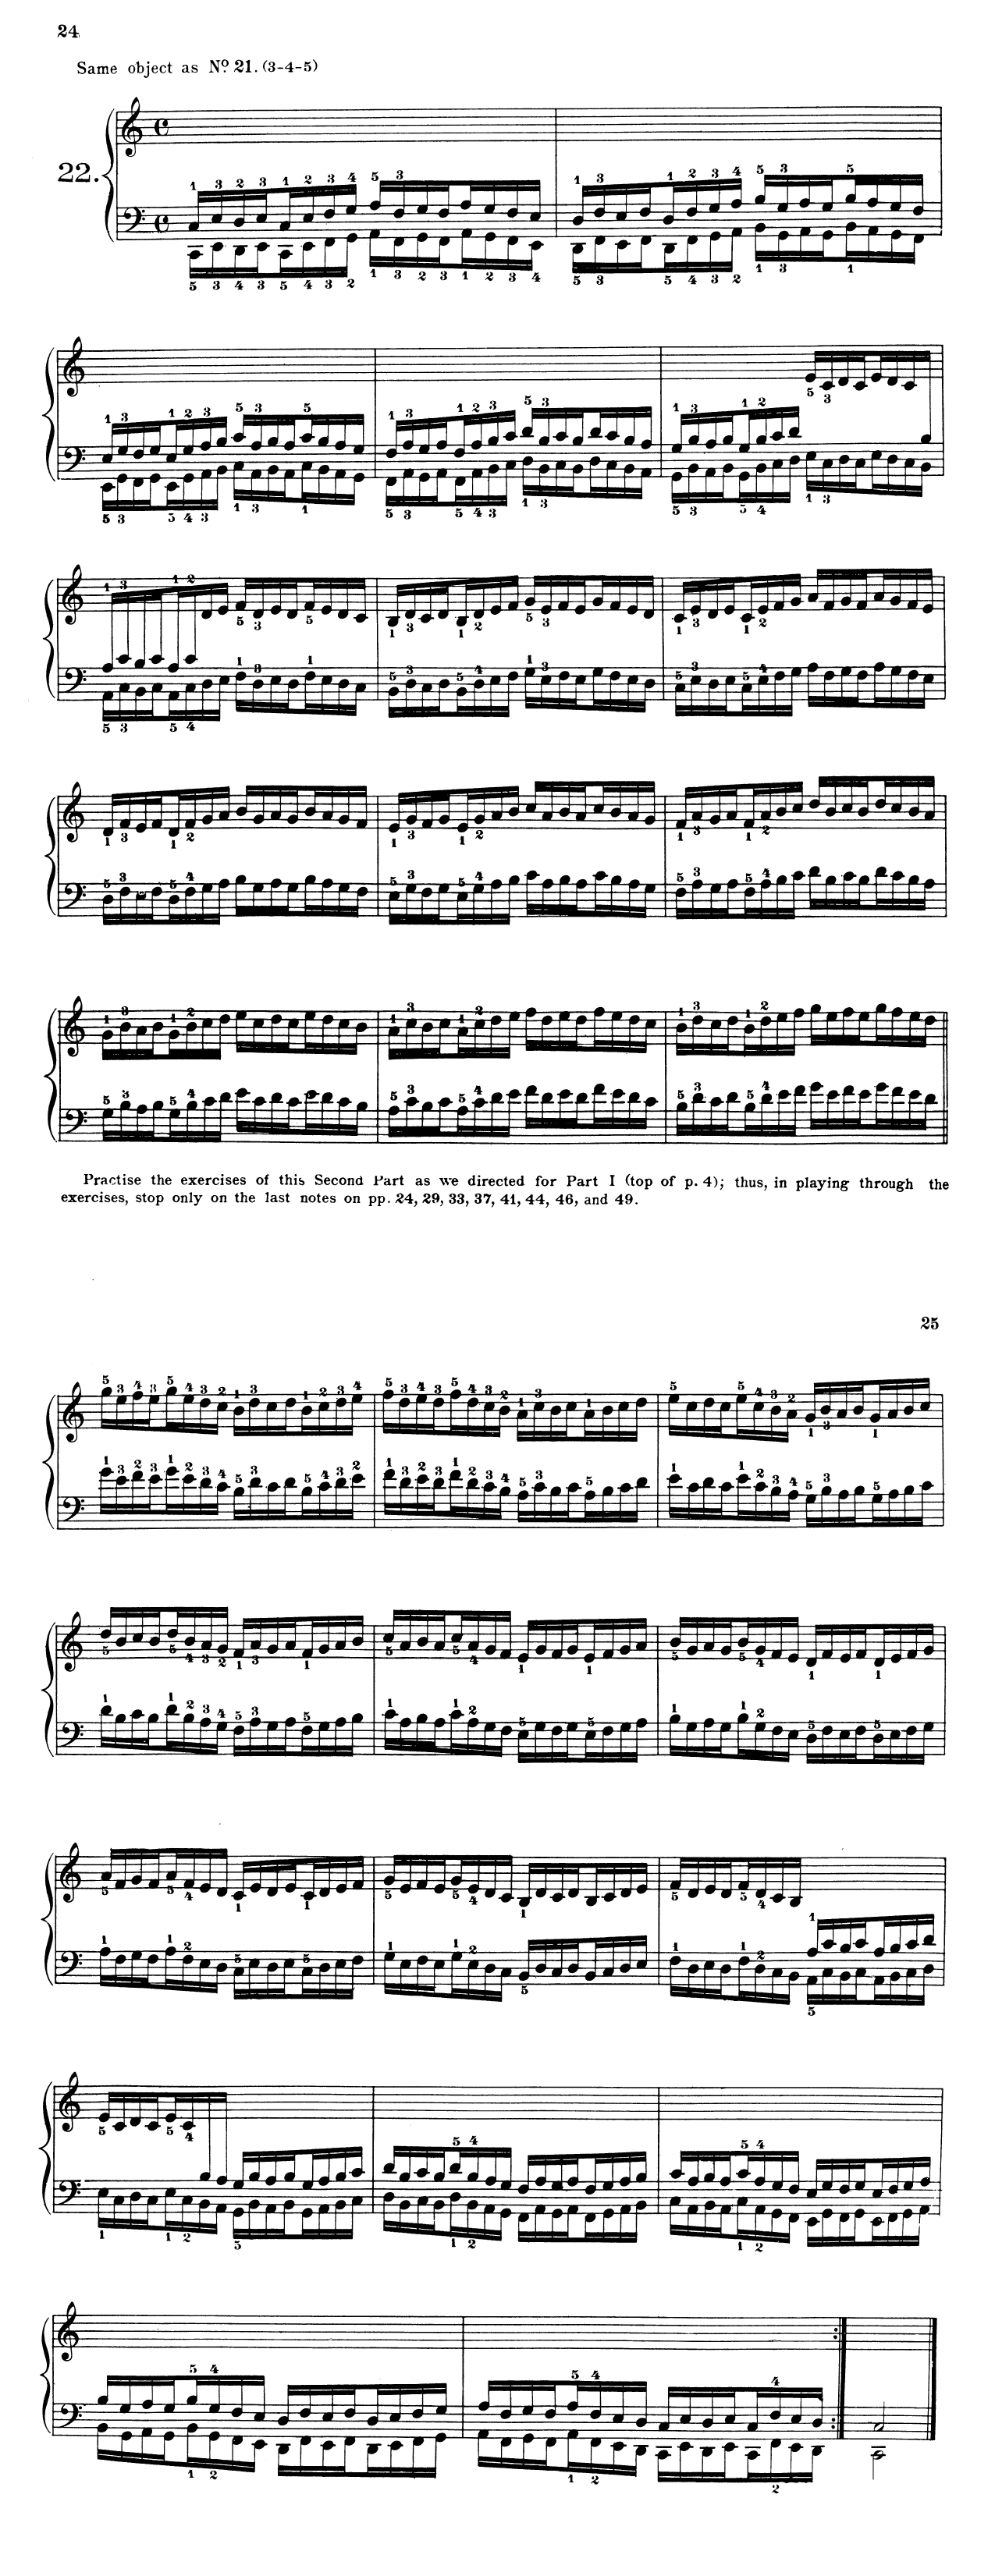 24
Same object as Nº 21. (3-4-5)
22.
Practise the exercises of this Second Part as we directed for Part I (top of p. 4); thus, in playing through the
exercises, stop only on the last notes on pp. 24, 29, 33, 37, 41, 44, 46, and 49.
25